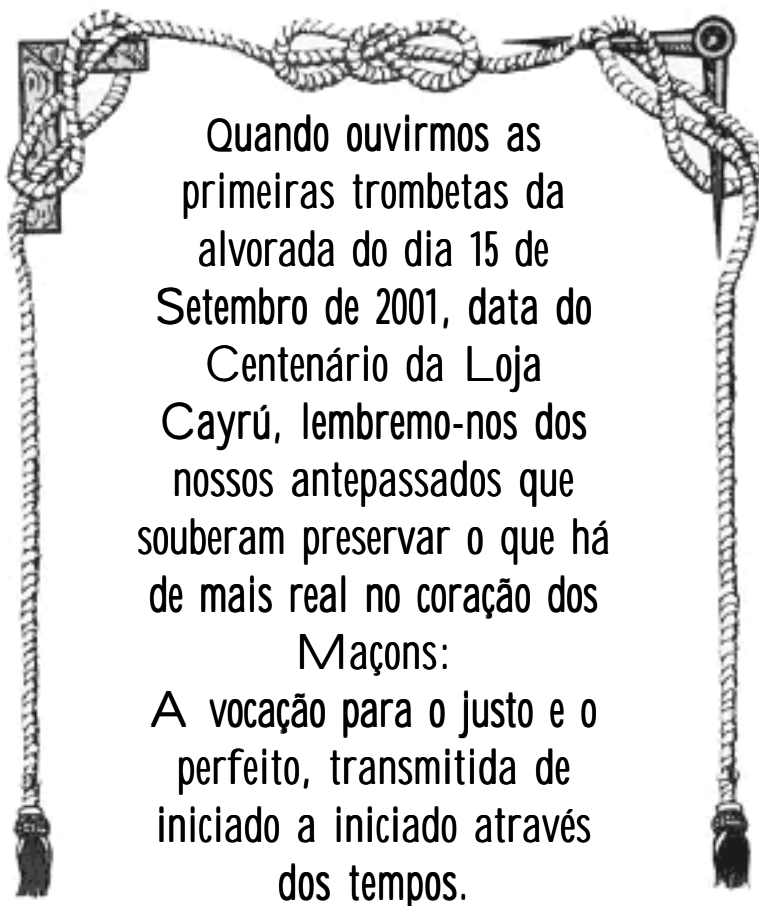 Quando ouvirmos as
primeiras trombetas da
alvorada do dia 15 de
Setembro de 2001, data do
Centenário da Loja
Cayrú, lembremo-nos dos
nossos antepassados que
souberam preservar o que há
de mais real no coração dos
Maçons:
A vocação para o justo e o
perfeito, transmitida de
iniciado a iniciado através
dos tempos.